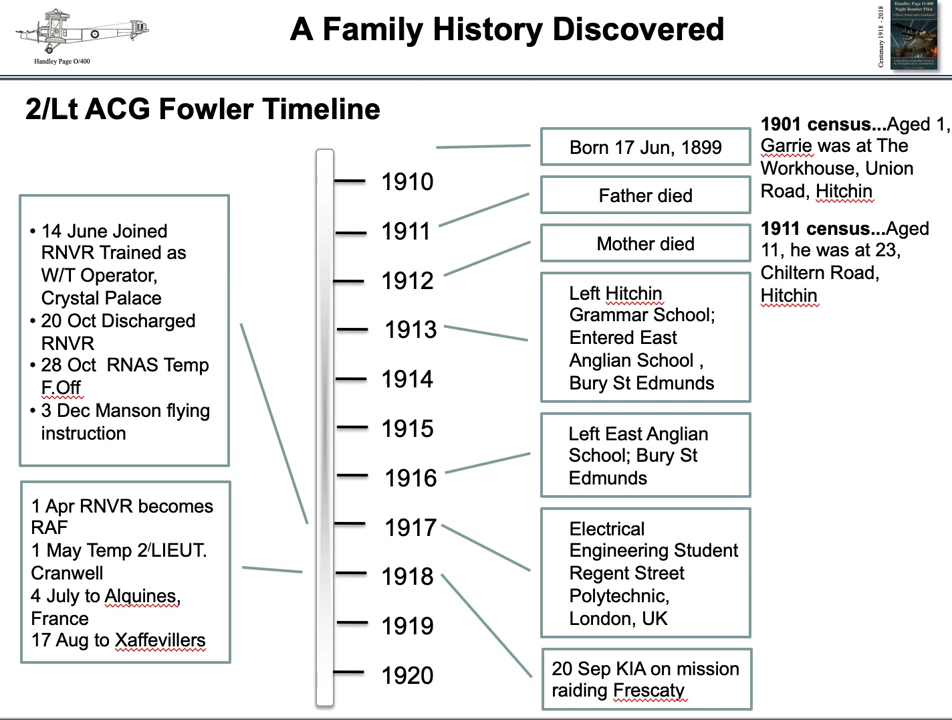 A Family History Discovered
Handley Page O/400
Centenary 1918 -2018
Handley Page O/400
Night Bomber Pilot
2/Lt ACG Fowler Timeline
1901 census...Aged 1,
Garrie was at The
Workhouse, Union
Road, Hitchin
1911 census...Aged
11, he was at 23,
Chiltern Road,
Hitchin
• 14 June Joined
RNVR Trained as
W/T Operator,
Crystal Palace
• 20 Oct Discharged
RNVR
• 28 Oct RNAS Temp
F.Off
• 3 Dec Manson flying
instruction
1 Apr RNVR becomes
RAF
1 May Temp 2/LIEUT.
Cranwell
4 July to Alquines,
France
17 Aug to Xaffevillers
1910
1911
1912
1913
1914
1915
1916
1917
1918
1919
1920
Born 17 Jun, 1899
Father died
Mother died
Left Hitchin
Grammar School;
Entered East
Anglian School ,
Bury St Edmunds
Left East Anglian
School; Bury St
Edmunds
Electrical
Engineering Student
Regent Street
Polytechnic,
London, UK
20 Sep KIA on mission
raiding Frescaty